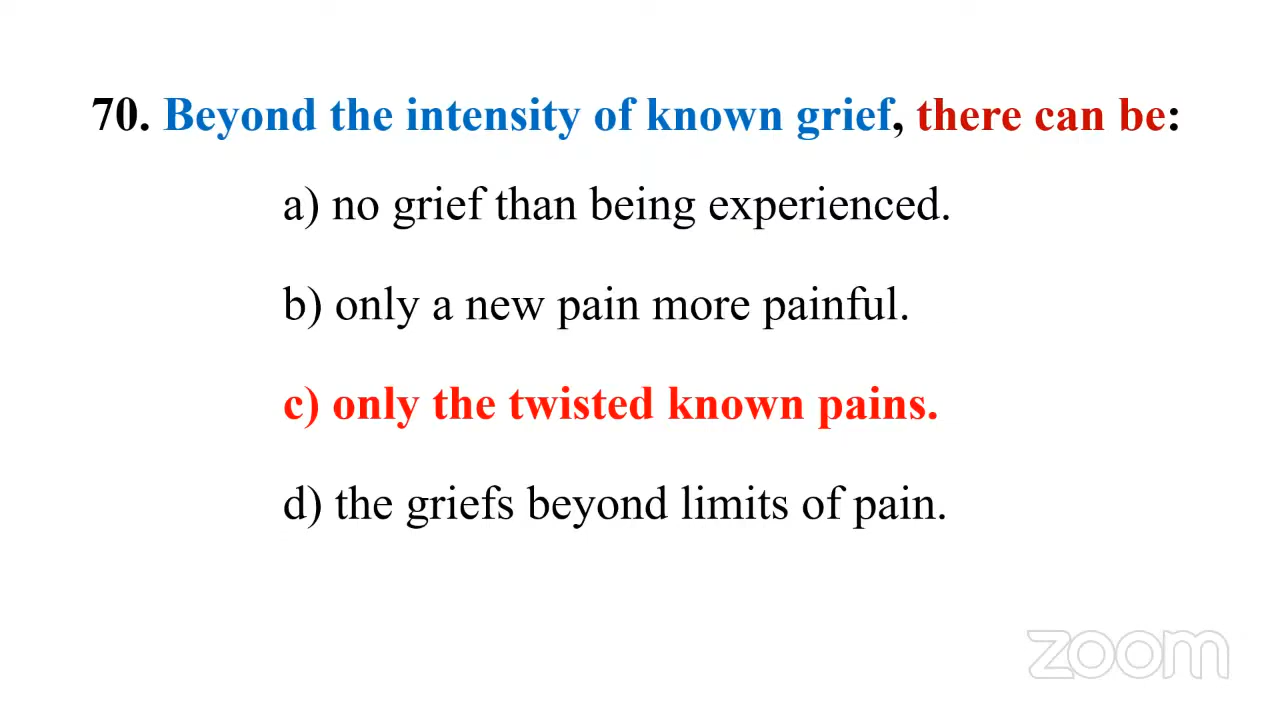 70. Beyond the intensity of known grief, there can be:
a) no grief than being experienced.
b) only a new pain more painful.
c) only the twisted known pains.
d) the griefs beyond limits of pain.
zoom